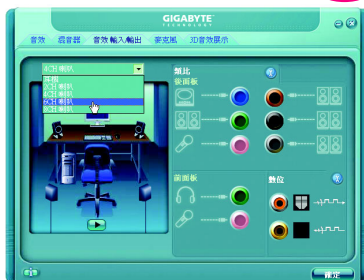 GIGABYTE™
TECHNOLOGY
音效 混音器 音效輸入/輸出 麥克風 3D音效展示
4CH 喇叭
耳機
2CH 喇叭
4CH 喇叭
6CH 喇叭
8CH 喇叭
類比
後面板
前面板
數位
確定